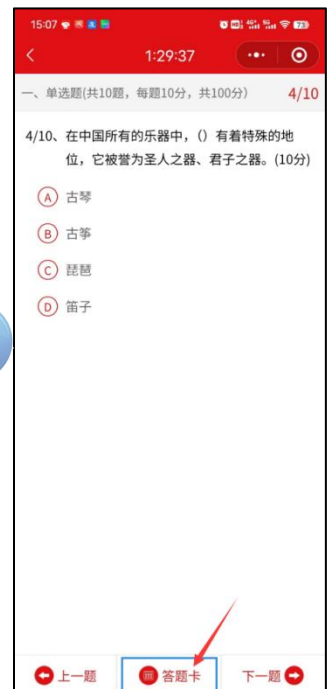 15:07
73
1:29:37
一、单选题(共10题，每题10分，共100分)
4/10
4/10、在中国所有的乐器中，（）有着特殊的地
位，它被誉为圣人之器、君子之器。(10分)
A 古琴
B 古筝
C 琵琶
D 笛子
上一题
答题卡
下一题